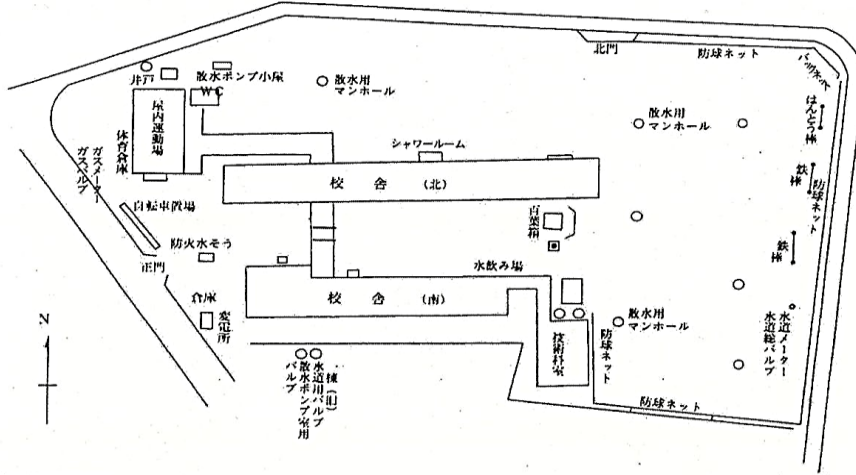 北門
防球ネット
バックネット
井戸
散水ポンプ小屋
WC
散水用
マンホール
はんとう棒
屋内運動場
体育倉庫
ガスメーター
ガスバルブ
散水用
マンホール
シャワールーム
鉄棒
防球ネット
校舎 (北)
自転車置場
百葉箱
鉄棒
防火水そう
正門
水飲み場
倉庫
変電所
校舎 (南)
散水用
マンホール
技術科室
防球ネット
水道メーター
水道総バルブ
N
棟(旧)
水道用バルブ
散水ポンプ室用
バルブ
防球ネット